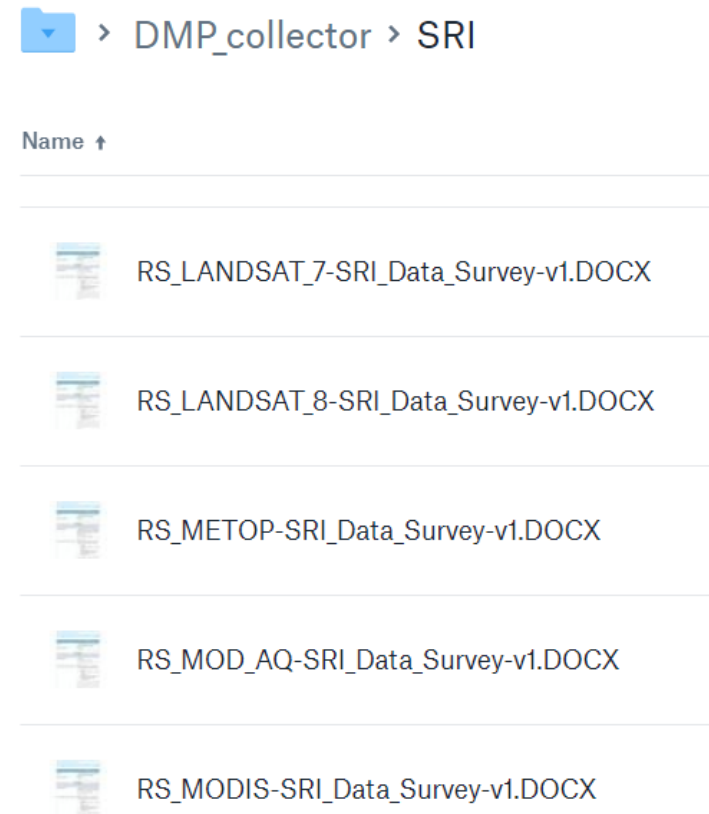 DMP_collector > SRI
Name ↑
RS_LANDSAT_7-SRI_Data_Survey-v1.DOCX
RS_LANDSAT_8-SRI_Data_Survey-v1.DOCX
RS_METOP-SRI_Data_Survey-v1.DOCX
RS_MOD_AQ-SRI_Data_Survey-v1.DOCX
RS_MODIS-SRI_Data_Survey-v1.DOCX